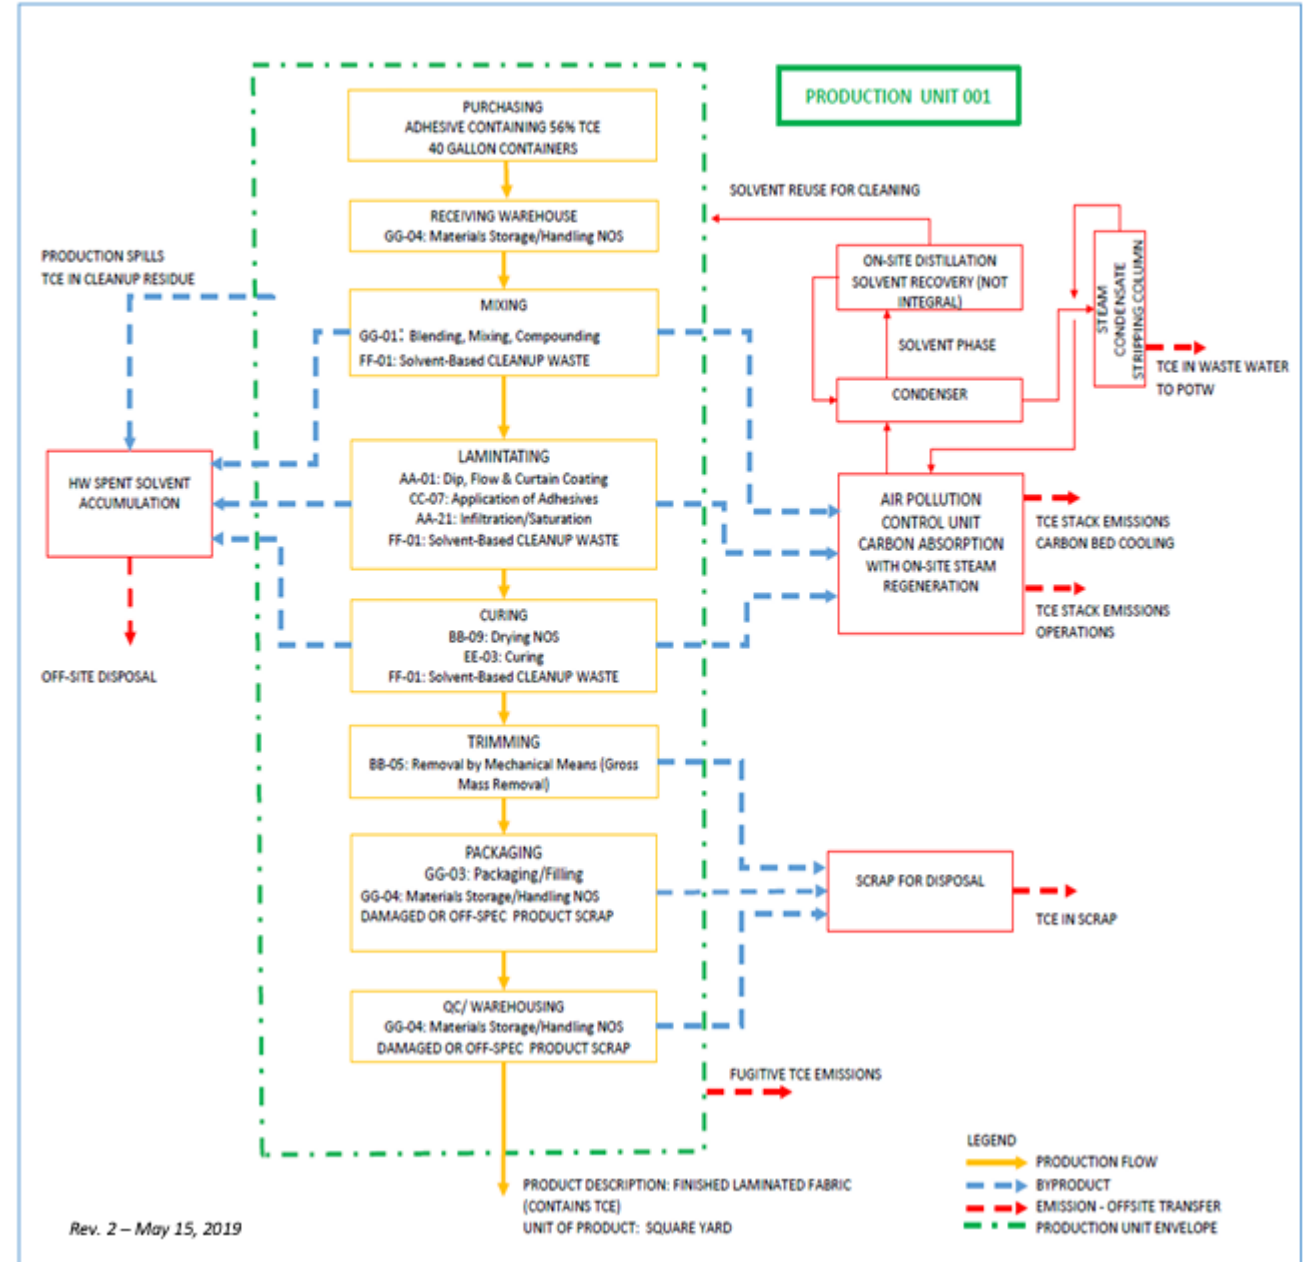 PRODUCTION UNIT 001
PURCHASING
ADHESIVE CONTAINING 56% TCE
40 GALLON CONTAINERS
RECEIVING WAREHOUSE
GG-04: Materials Storage/Handling NOS
MIXING
GG-01: Blending, Mixing, Compounding
FF-01: Solvent-Based CLEANUP WASTE
LAMINTATING
AA-01: Dip, Flow & Curtain Coating
CC-07: Application of Adhesives
AA-21: Infiltration/Saturation
FF-01: Solvent-Based CLEANUP WASTE
CURING
BB-09: Drying NOS
EE-03: Curing
FF-01: Solvent-Based CLEANUP WASTE
TRIMMING
BB-05: Removal by Mechanical Means (Gross
Mass Removal)
PACKAGING
GG-03: Packaging/Filling
GG-04: Materials Storage/Handling NOS
DAMAGED OR OFF-SPEC PRODUCT SCRAP
QC/ WAREHOUSING
GG-04: Materials Storage/Handling NOS
DAMAGED OR OFF-SPEC PRODUCT SCRAP
PRODUCTION SPILLS
TCE IN CLEANUP RESIDUE
HW SPENT SOLVENT
ACCUMULATION
OFF-SITE DISPOSAL
SOLVENT REUSE FOR CLEANING
ON-SITE DISTILLATION
SOLVENT RECOVERY (NOT
INTEGRAL)
SOLVENT PHASE
CONDENSER
STEAM
CONDENSATE
STRIPPING COLUMN
TCE IN WASTE WATER
TO POTW
AIR POLLUTION
CONTROL UNIT
CARBON ABSORPTION
WITH ON-SITE STEAM
REGENERATION
TCE STACK EMISSIONS
CARBON BED COOLING
TCE STACK EMISSIONS
OPERATIONS
SCRAP FOR DISPOSAL
TCE IN SCRAP
FUGITIVE TCE EMISSIONS
PRODUCT DESCRIPTION: FINISHED LAMINATED FABRIC
(CONTAINS TCE)
UNIT OF PRODUCT: SQUARE YARD
LEGEND
PRODUCTION FLOW
BYPRODUCT
EMISSION - OFFSITE TRANSFER
PRODUCTION UNIT ENVELOPE
Rev. 2 – May 15, 2019